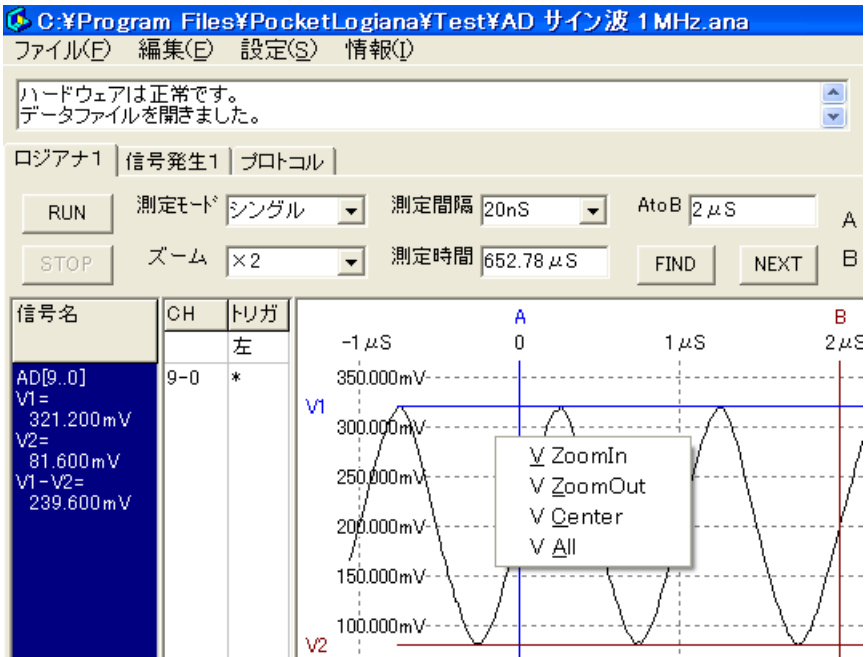 C:¥Program Files¥PocketLogiana¥Test¥AD サイン波 1MHz.ana
ファイル(F) 編集(E) 設定(S) 情報(I)
ハードウェアは正常です。
データファイルを開きました。
ロジアナ1 信号発生1 プロトコル
RUN 測定モード シングル 測定間隔 20nS AtoB 2μS A
STOP ズーム ×2 測定時間 652.78μS FIND NEXT B
信号名 CH トリガ A B
左 -1μS 0 1μS 2μS
AD[9..0] 9-0 * 350.000mV
V1=
321.200mV V1
V2= 300.000mV
81.600mV
V1-V2=
239.600mV
V ZoomIn
250.000mV
V ZoomOut
V Center
200.000mV
V All
150.000mV
100.000mV
V2